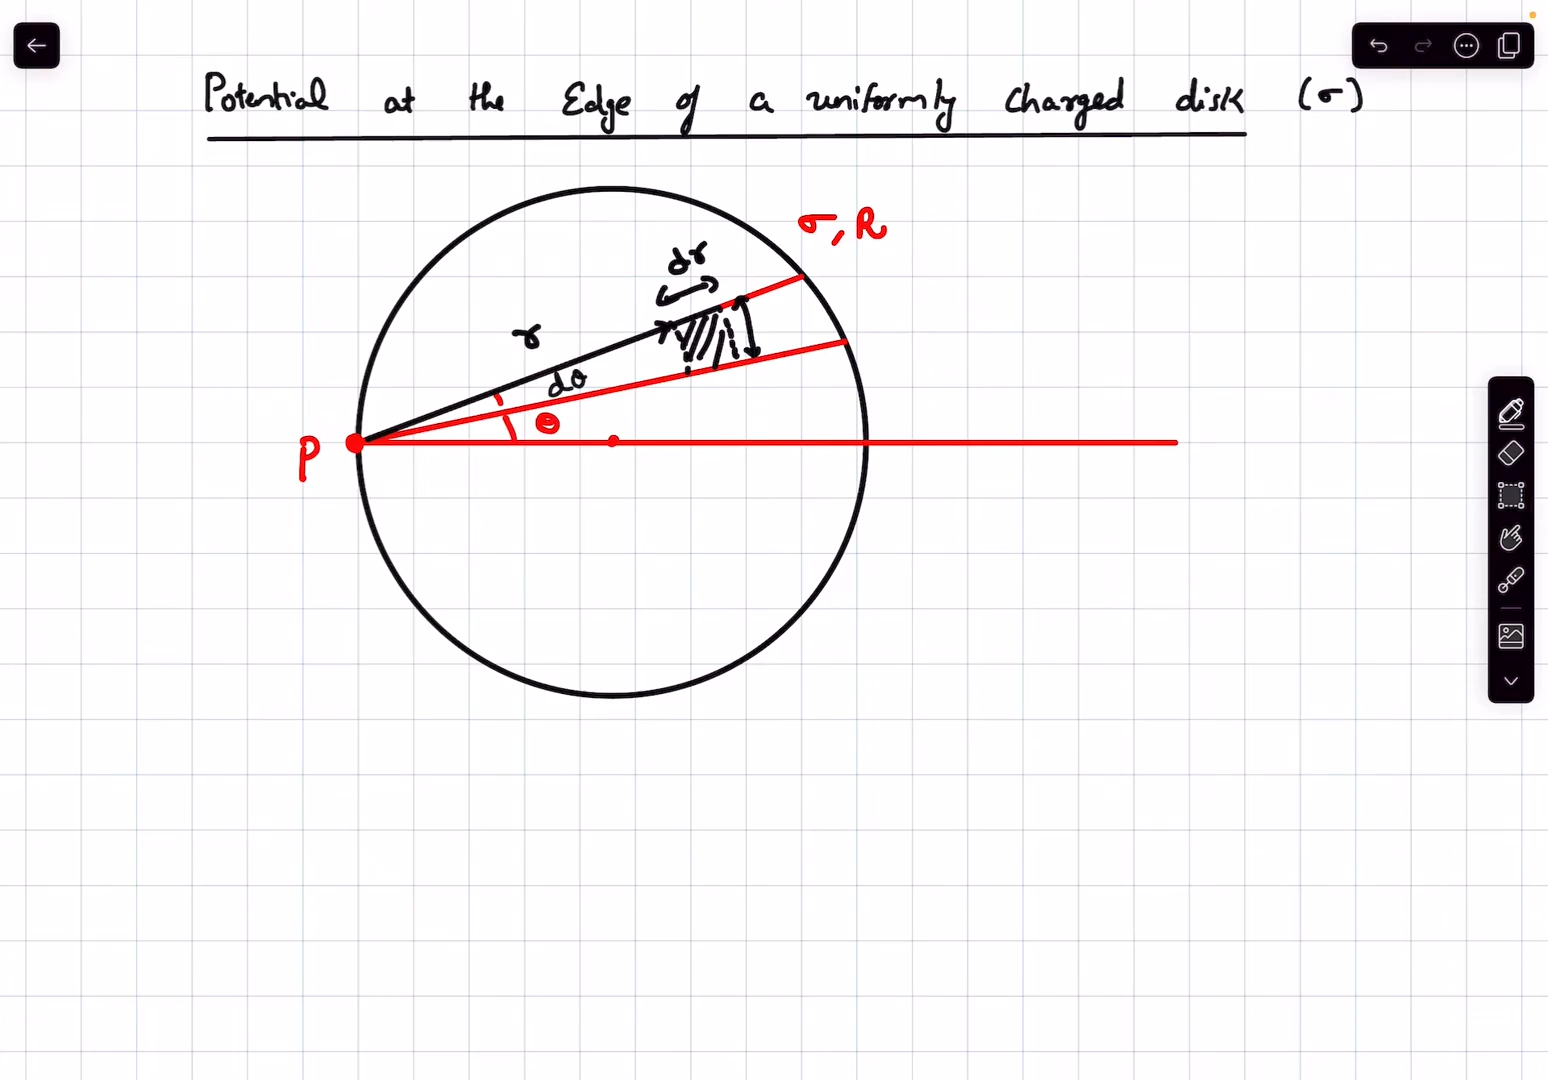 Potential at the Edge of a uniformly charged disk (σ)
σ, R
dr
r
dθ
θ
P